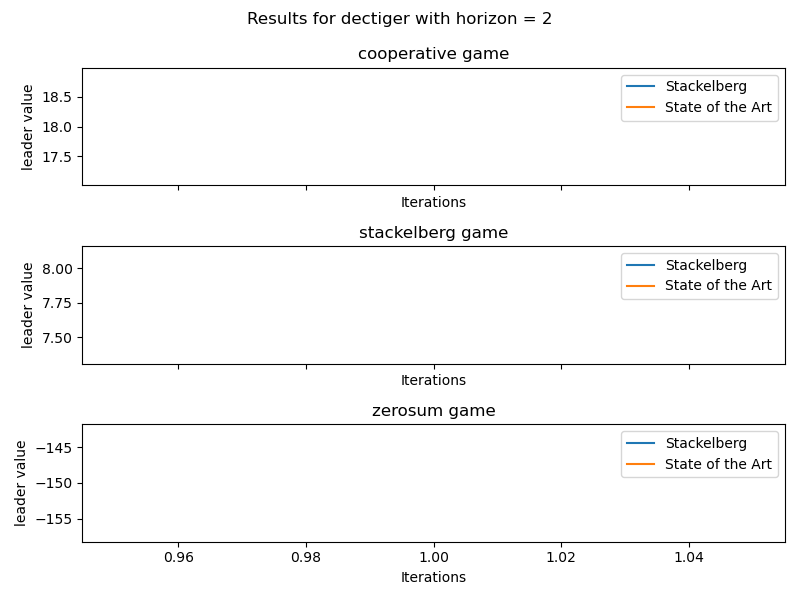 Results for dectiger with horizon = 2
cooperative game
leader value
18.5
18.0
17.5
Stackelberg
State of the Art
Iterations
stackelberg game
leader value
8.00
7.75
7.50
Stackelberg
State of the Art
Iterations
zerosum game
leader value
−145
−150
−155
Stackelberg
State of the Art
0.96 0.98 1.00 1.02 1.04
Iterations